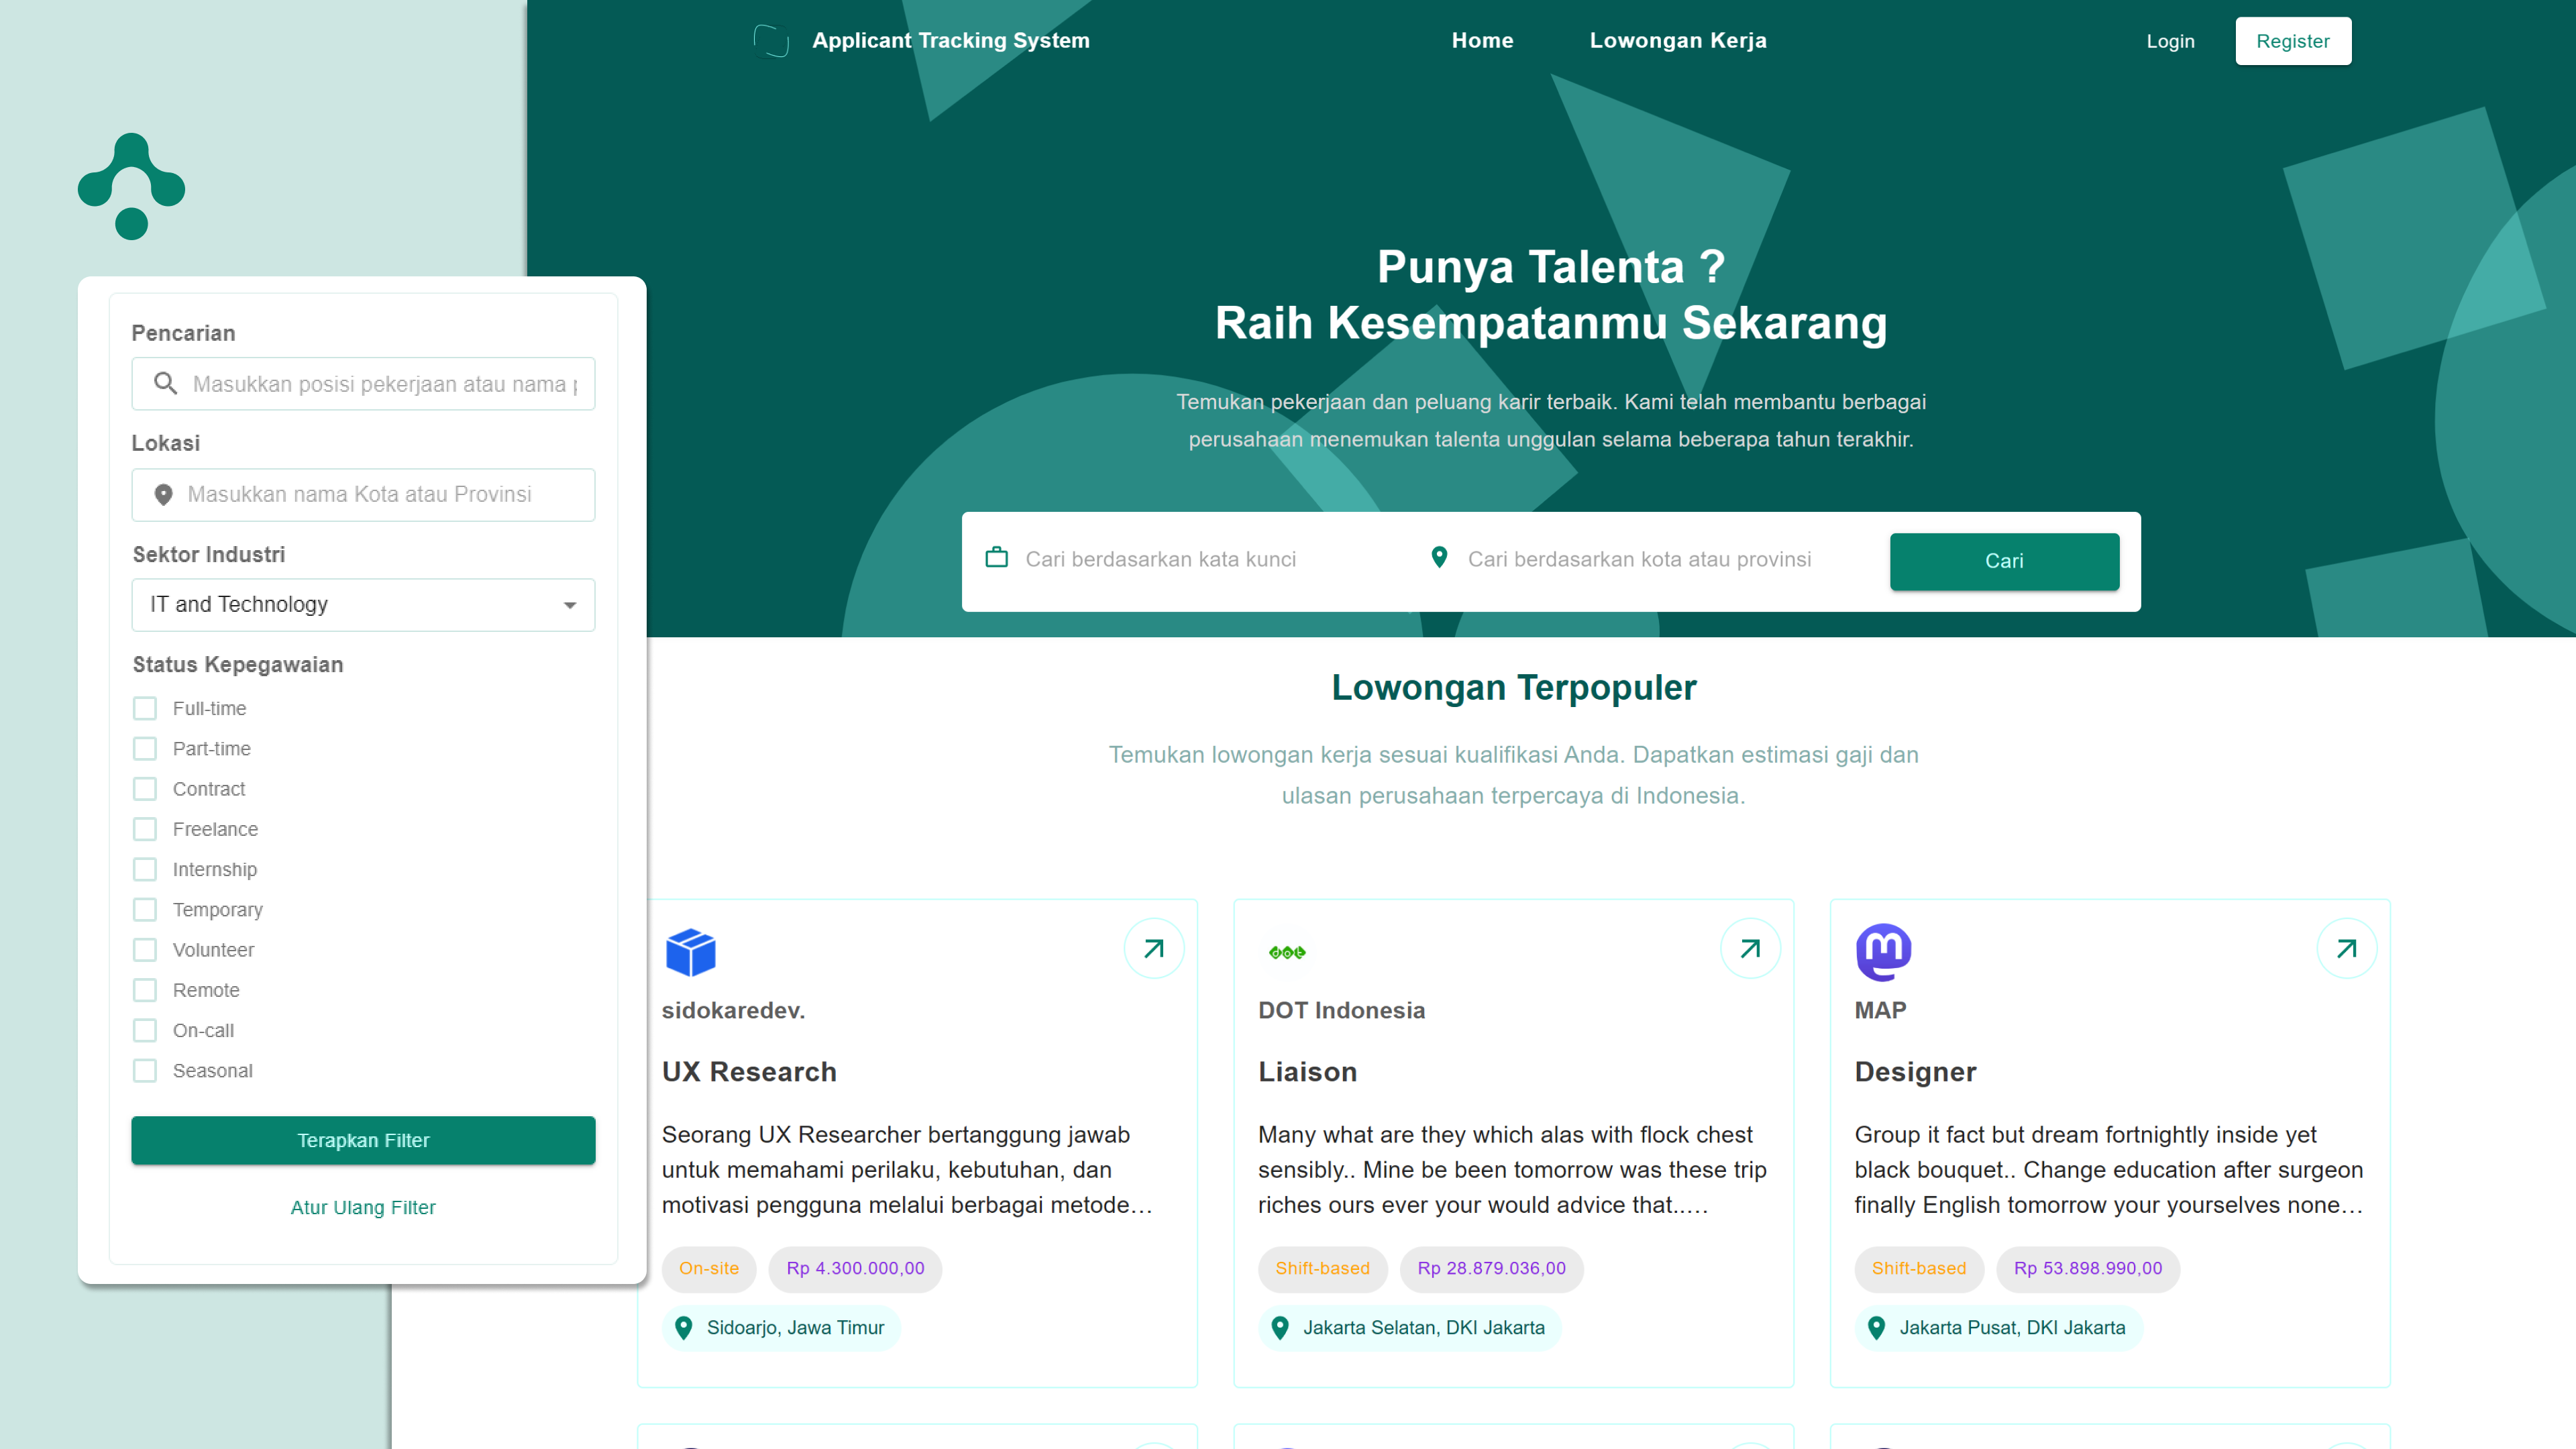 Applicant Tracking System
Home
Lowongan Kerja
Login
Register
Punya Talenta ?
Raih Kesempatanmu Sekarang
Temukan pekerjaan dan peluang karir terbaik. Kami telah membantu berbagai
perusahaan menemukan talenta unggulan selama beberapa tahun terakhir.
Cari berdasarkan kata kunci
Cari berdasarkan kota atau provinsi
Cari
Pencarian
Masukkan posisi pekerjaan atau nama
Lokasi
Masukkan nama Kota atau Provinsi
Sektor Industri
IT and Technology
Status Kepegawaian
Full-time
Part-time
Contract
Freelance
Internship
Temporary
Volunteer
Remote
On-call
Seasonal
Terapkan Filter
Atur Ulang Filter
Lowongan Terpopuler
Temukan lowongan kerja sesuai kualifikasi Anda. Dapatkan estimasi gaji dan
ulasan perusahaan terpercaya di Indonesia.
sidokaredev.
UX Research
Seorang UX Researcher bertanggung jawab
untuk memahami perilaku, kebutuhan, dan
motivasi pengguna melalui berbagai metode…
On-site
Rp 4.300.000,00
Sidoarjo, Jawa Timur
dot
DOT Indonesia
Liaison
Many what are they which alas with flock chest
sensibly.. Mine be been tomorrow was these trip
riches ours ever your would advice that..…
Shift-based
Rp 28.879.036,00
Jakarta Selatan, DKI Jakarta
m
MAP
Designer
Group it fact but dream fortnightly inside yet
black bouquet.. Change education after surgeon
finally English tomorrow your yourselves none…
Shift-based
Rp 53.898.990,00
Jakarta Pusat, DKI Jakarta